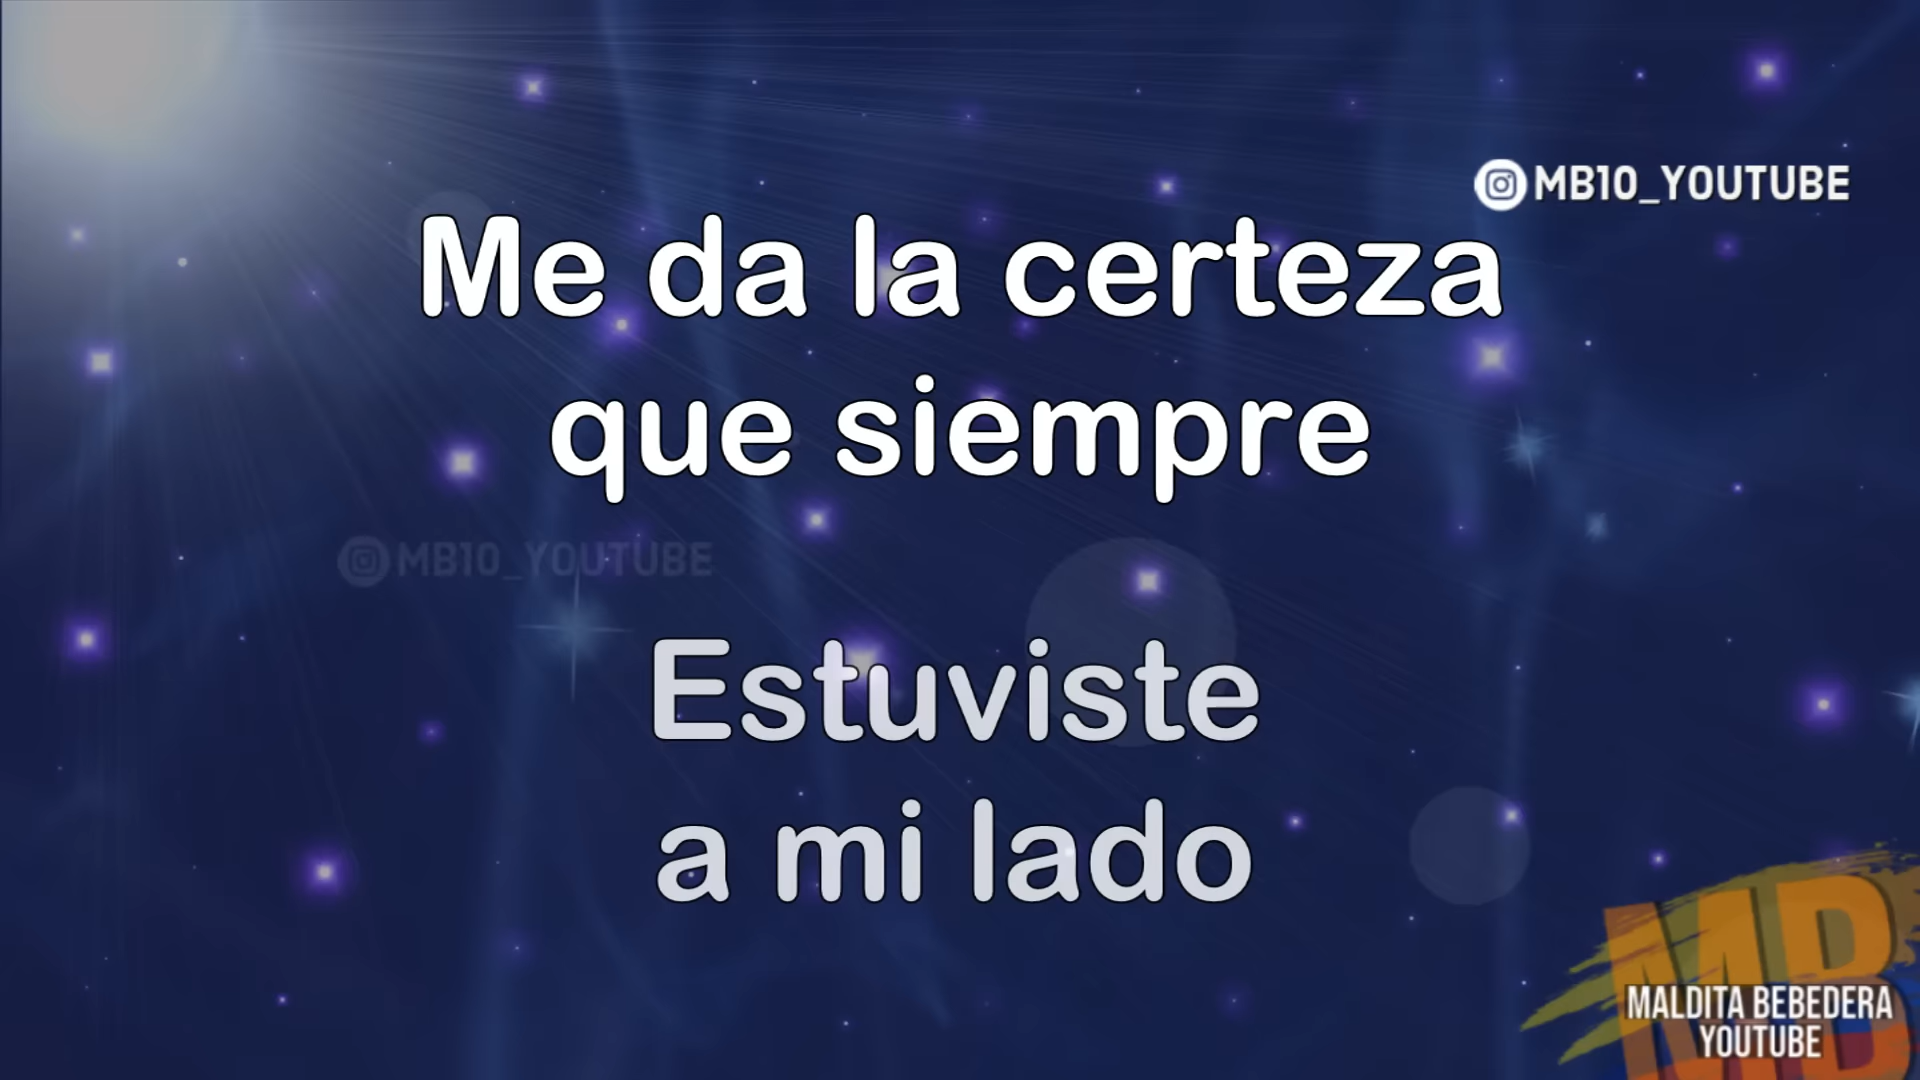 MB10_YOUTUBE
Me da la certeza
que siempre
MB10_YOUTUBE
Estuviste
a mi lado
MB
MALDITA BEBEDERA
YOUTUBE